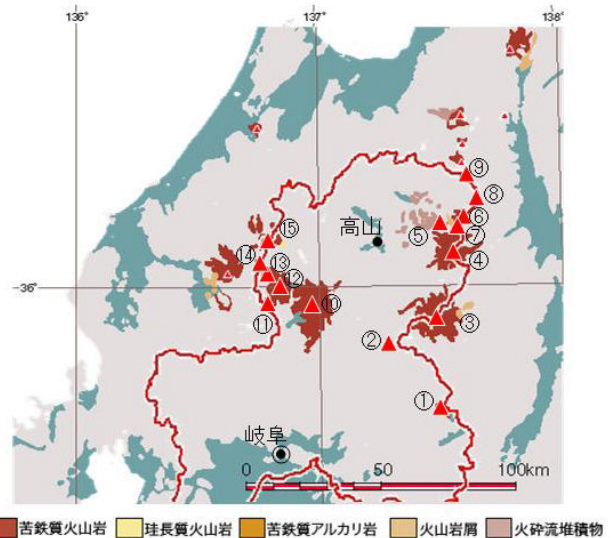 136° 137° 138°
⑨
⑧
⑥
⑤ ⑦
高山
④
⑮
⑭ ⑬
⑫
-36°
⑩
⑪
③
②
①
岐阜
0 50 100km
苦鉄質火山岩 珪長質火山岩 苦鉄質アルカリ岩 火山岩屑 火砕流堆積物